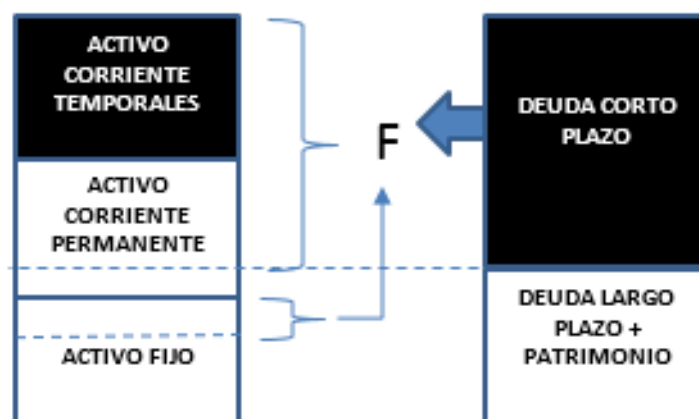 ACTIVO
CORRIENTE
TEMPORALES
ACTIVO
CORRIENTE
PERMANENTE
ACTIVO FIJO
F
DEUDA CORTO
PLAZO
DEUDA LARGO
PLAZO +
PATRIMONIO